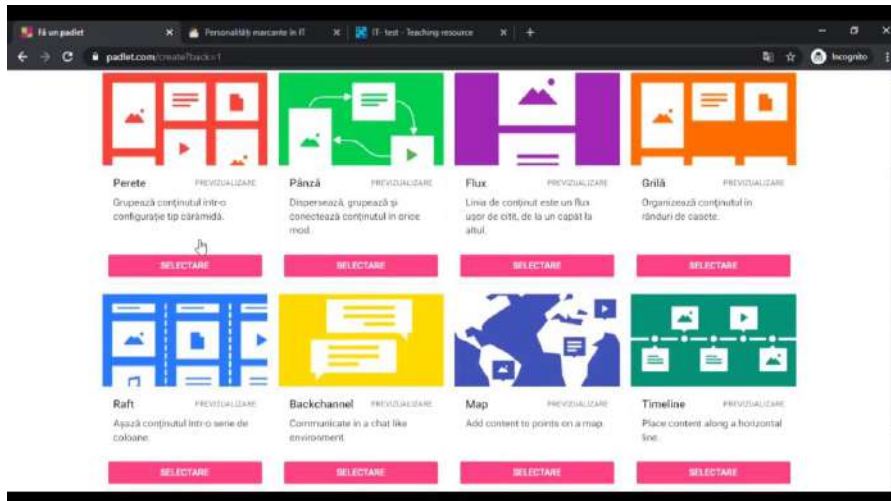 Fă un padlet
Personalități marcante în IT
IT- test - Teaching resource
padlet.com/create?back=1
Incognito
Perete PREVIZUALIZARE
Grupează conținutul într-o
configurație tip cărămidă.
SELECTARE
Pânză PREVIZUALIZARE
Dispersează, grupează și
conectează conținutul în orice
mod.
SELECTARE
Flux PREVIZUALIZARE
Linia de conținut este un flux
ușor de citit, de la un capăt la
altul.
SELECTARE
Grilă PREVIZUALIZARE
Organizează conținutul în
rânduri de casete.
SELECTARE
Raft PREVIZUALIZARE
Așază conținutul într-o serie de
coloane.
SELECTARE
Backchannel PREVIZUALIZARE
Communicate in a chat like
environment.
SELECTARE
Map PREVIZUALIZARE
Add content to points on a map.
SELECTARE
Timeline PREVIZUALIZARE
Place content along a horizontal
line.
SELECTARE